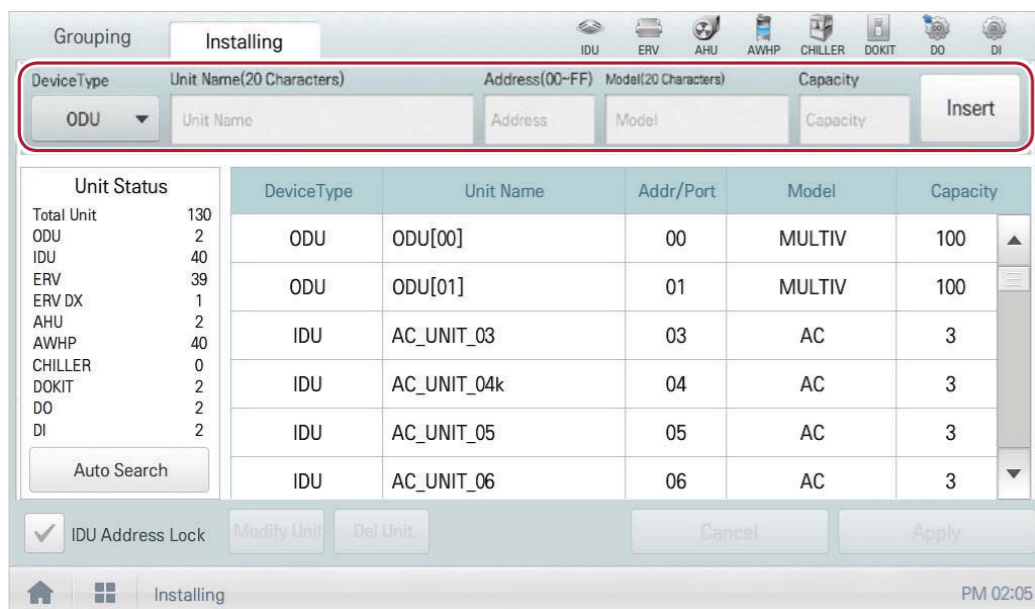 Grouping Installing IDU ERV AHU AWHP CHILLER DOKIT DO DI
DeviceType Unit Name(20 Characters) Address(00~FF) Model(20 Characters) Capacity
ODU Unit Name Address Model Capacity Insert
Unit Status
Total Unit 130
ODU 2
IDU 40
ERV 39
ERV DX 1
AHU 2
AWHP 40
CHILLER 0
DOKIT 2
DO 2
DI 2
Auto Search
DeviceType Unit Name Addr/Port Model Capacity
ODU ODU[00] 00 MULTIV 100
ODU ODU[01] 01 MULTIV 100
IDU AC_UNIT_03 03 AC 3
IDU AC_UNIT_04k 04 AC 3
IDU AC_UNIT_05 05 AC 3
IDU AC_UNIT_06 06 AC 3
IDU Address Lock Modify Unit Del Unit Cancel Apply
Installing PM 02:05